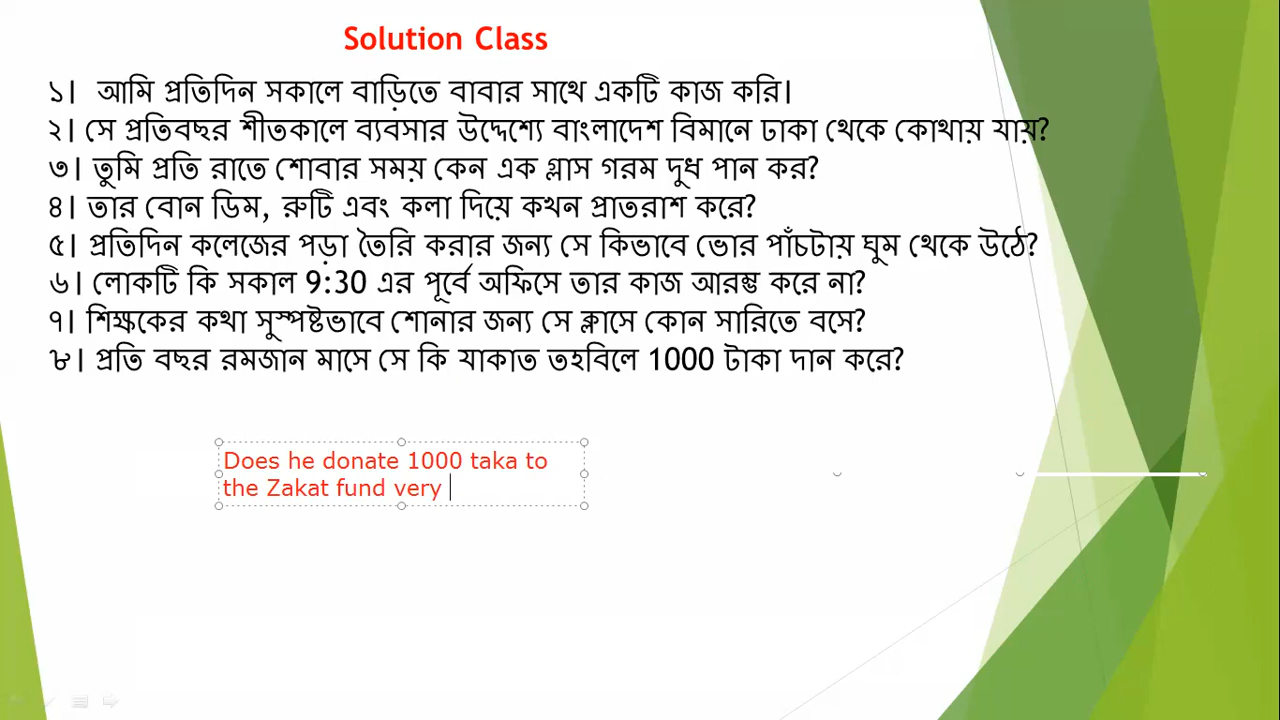 Solution Class
১। আমি প্রতিদিন সকালে বাড়িতে বাবার সাথে একটি কাজ করি।
২। সে প্রতিবছর শীতকালে ব্যবসার উদ্দেশ্যে বাংলাদেশ বিমানে ঢাকা থেকে কোথায় যায়?
৩। তুমি প্রতি রাতে শোবার সময় কেন এক গ্লাস গরম দুধ পান কর?
৪। তার বোন ডিম, রুটি এবং কলা দিয়ে কখন প্রাতরাশ করে?
৫। প্রতিদিন কলেজের পড়া তৈরি করার জন্য সে কিভাবে ভোর পাঁচটায় ঘুম থেকে উঠে?
৬। লোকটি কি সকাল 9:30 এর পূর্বে অফিসে তার কাজ আরম্ভ করে না?
৭। শিক্ষকের কথা সুস্পষ্টভাবে শোনার জন্য সে ক্লাসে কোন সারিতে বসে?
৮। প্রতি বছর রমজান মাসে সে কি যাকাত তহবিলে 1000 টাকা দান করে?
Does he donate 1000 taka to
the Zakat fund very